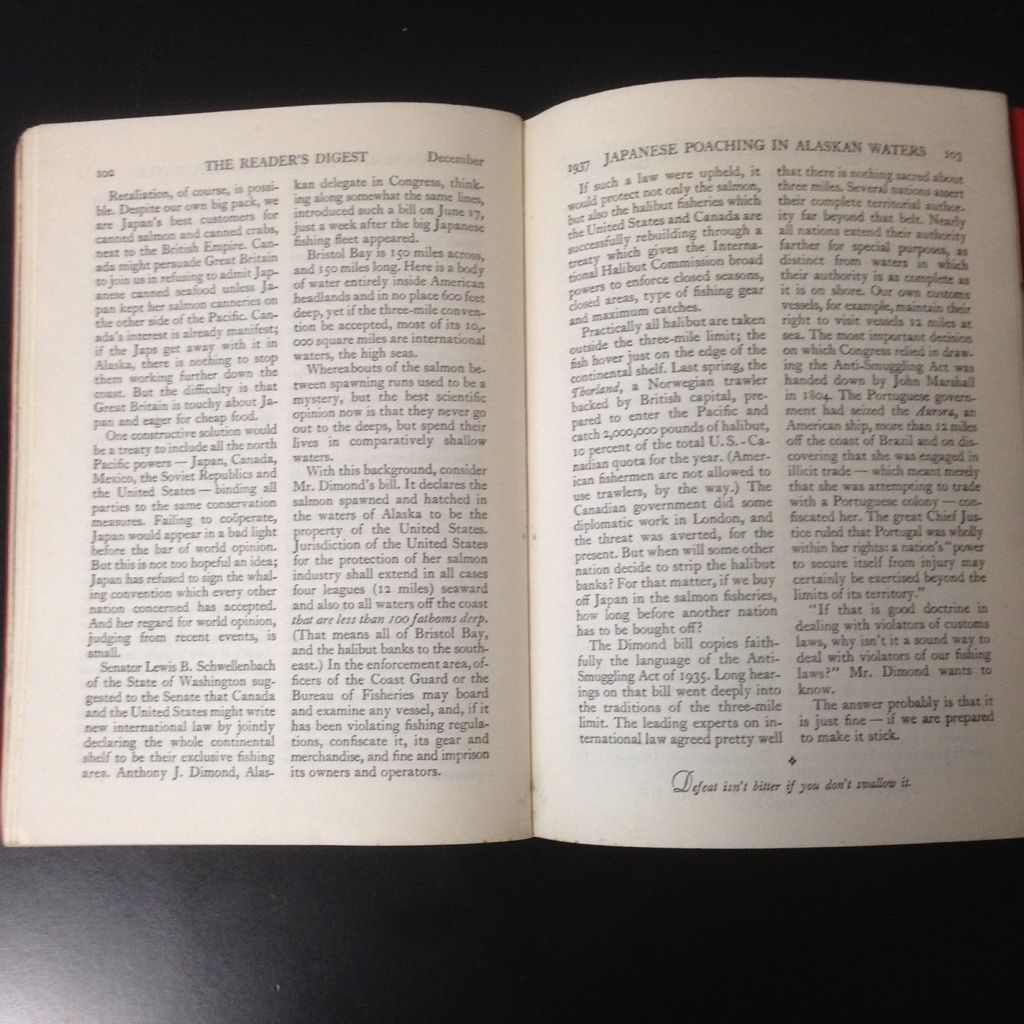 102 THE READER'S DIGEST December
Retaliation, of course, is possi-
ble. Despite our own big pack, we
are Japan's best customers for
canned salmon and canned crabs,
next to the British Empire. Can-
ada might persuade Great Britain
to join us in refusing to admit Jap-
anese canned seafood unless Ja-
pan kept her salmon canneries on
the other side of the Pacific. Can-
ada's interest is already manifest;
if the Japs get away with it in
Alaska, there is nothing to stop
them working further down the
coast. But the difficulty is that
Great Britain is touchy about Ja-
pan and eager for cheap food.
One constructive solution would
be a treaty to include all the north
Pacific powers — Japan, Canada,
Mexico, the Soviet Republics and
the United States — binding all
parties to the same conservation
measures. Failing to coöperate,
Japan would appear in a bad light
before the bar of world opinion.
But this is not too hopeful an idea;
Japan has refused to sign the whal-
ing convention which every other
nation concerned has accepted.
And her regard for world opinion,
judging from recent events, is
small.
Senator Lewis B. Schwellenbach
of the State of Washington sug-
gested to the Senate that Canada
and the United States might write
new international law by jointly
declaring the whole continental
shelf to be their exclusive fishing
area. Anthony J. Dimond, Alas-
kan delegate in Congress, think-
ing along somewhat the same lines,
introduced such a bill on June 17,
just a week after the big Japanese
fishing fleet appeared.
Bristol Bay is 150 miles across,
and 150 miles long. Here is a body
of water entirely inside American
headlands and in no place 600 feet
deep, yet if the three-mile conven-
tion be accepted, most of its 10,-
000 square miles are international
waters, the high seas.
Whereabouts of the salmon be-
tween spawning runs used to be a
mystery, but the best scientific
opinion now is that they never go
out to the deeps, but spend their
lives in comparatively shallow
waters.
With this background, consider
Mr. Dimond's bill. It declares the
salmon spawned and hatched in
the waters of Alaska to be the
property of the United States.
Jurisdiction of the United States
for the protection of her salmon
industry shall extend in all cases
four leagues (12 miles) seaward
and also to all waters off the coast
that are less than 100 fathoms deep.
(That means all of Bristol Bay,
and the halibut banks to the south-
east.) In the enforcement area, of-
ficers of the Coast Guard or the
Bureau of Fisheries may board
and examine any vessel, and, if it
has been violating fishing regula-
tions, confiscate it, its gear and
merchandise, and fine and imprison
its owners and operators.
1937 JAPANESE POACHING IN ALASKAN WATERS 103
If such a law were upheld, it
would protect not only the salmon,
but also the halibut fisheries which
the United States and Canada are
successfully rebuilding through a
treaty which gives the Interna-
tional Halibut Commission broad
powers to enforce closed seasons,
closed areas, type of fishing gear
and maximum catches.
Practically all halibut are taken
outside the three-mile limit; the
fish hover just on the edge of the
continental shelf. Last spring, the
Thorland, a Norwegian trawler
backed by British capital, pre-
pared to enter the Pacific and
catch 2,000,000 pounds of halibut,
10 percent of the total U. S.-Ca-
nadian quota for the year. (Amer-
ican fishermen are not allowed to
use trawlers, by the way.) The
Canadian government did some
diplomatic work in London, and
the threat was averted, for the
present. But when will some other
nation decide to strip the halibut
banks? For that matter, if we buy
off Japan in the salmon fisheries,
how long before another nation
has to be bought off?
The Dimond bill copies faith-
fully the language of the Anti-
Smuggling Act of 1935. Long hear-
ings on that bill went deeply into
the traditions of the three-mile
limit. The leading experts on in-
ternational law agreed pretty well
that there is nothing sacred about
three miles. Several nations assert
their complete territorial author-
ity far beyond that belt. Nearly
all nations extend their authority
farther for special purposes, as
distinct from waters in which
their authority is as complete as
it is on shore. Our own customs
vessels, for example, maintain their
right to visit vessels 12 miles at
sea. The most important decision
on which Congress relied in draw-
ing the Anti-Smuggling Act was
handed down by John Marshall
in 1804. The Portuguese govern-
ment had seized the Aurora, an
American ship, more than 12 miles
off the coast of Brazil and on dis-
covering that she was engaged in
illicit trade — which meant merely
that she was attempting to trade
with a Portuguese colony — con-
fiscated her. The great Chief Jus-
tice ruled that Portugal was wholly
within her rights: a nation's "power
to secure itself from injury may
certainly be exercised beyond the
limits of its territory."
"If that is good doctrine in
dealing with violators of customs
laws, why isn't it a sound way to
deal with violators of our fishing
laws?" Mr. Dimond wants to
know.
The answer probably is that it
is just fine — if we are prepared
to make it stick.
Defeat isn't bitter if you don't swallow it.